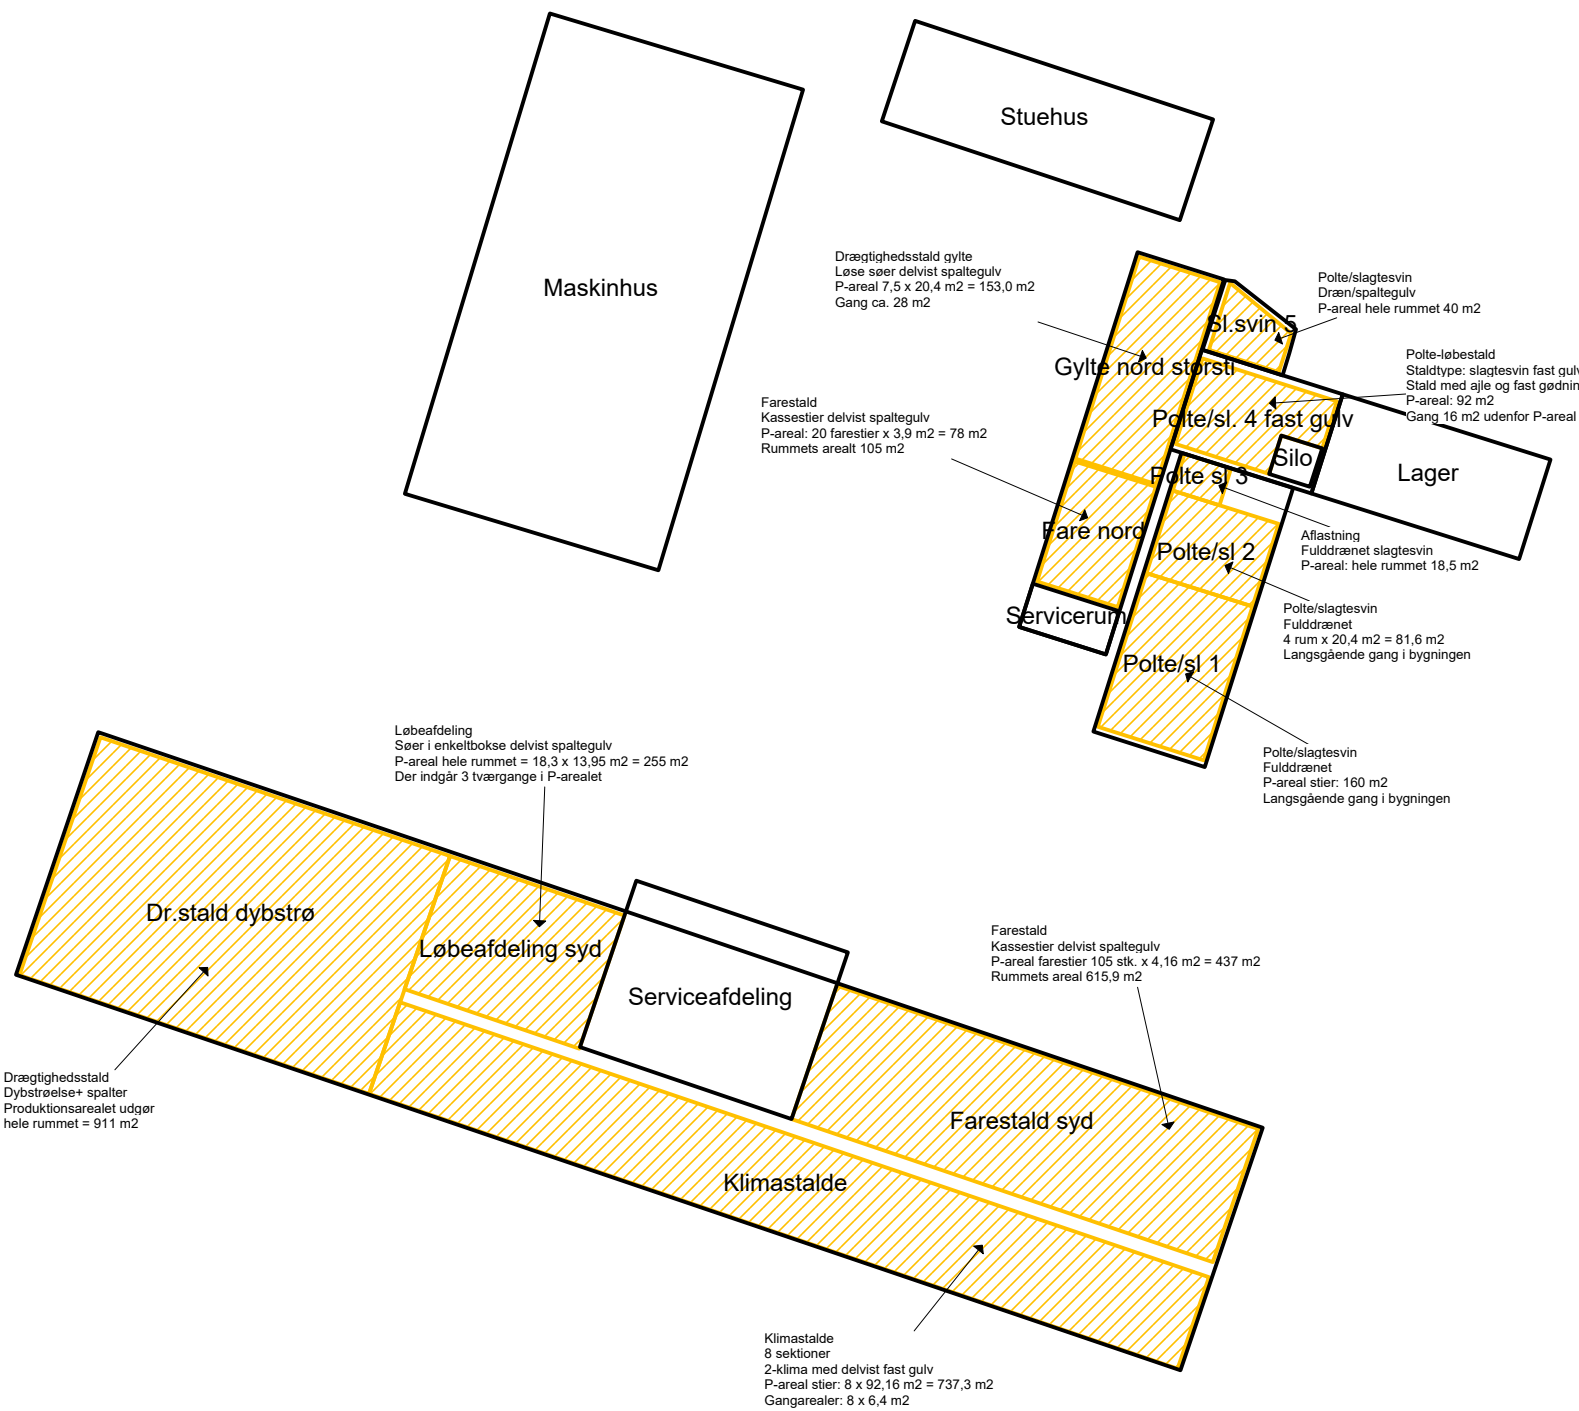 Stuehus
Maskinhus
Drægtighedsstald gylte
Løse søer delvist spaltegulv
P-areal 7,5 x 20,4 m2 = 153,0 m2
Gang ca. 28 m2
Polte/slagtesvin
Dræn/spaltegulv
P-areal hele rummet 40 m2
Sl.svin 5
Gylte nord storsti
Polte-løbestald
Staldtype: slagtesvin fast gulv
Stald med ajle og fast gødnin
P-areal: 92 m2
Gang 16 m2 udenfor P-areal
Farestald
Kassestier delvist spaltegulv
P-areal: 20 farestier x 3,9 m2 = 78 m2
Rummets arealt 105 m2
Polte/sl. 4 fast gulv
Silo
Lager
Polte sl 3
Fare nord
Polte/sl 2
Aflastning
Fulddrænet slagtesvin
P-areal: hele rummet 18,5 m2
Servicerum
Polte/slagtesvin
Fulddrænet
4 rum x 20,4 m2 = 81,6 m2
Langsgående gang i bygningen
Polte/sl 1
Polte/slagtesvin
Fulddrænet
P-areal stier: 160 m2
Langsgående gang i bygningen
Løbeafdeling
Søer i enkeltbokse delvist spaltegulv
P-areal hele rummet = 18,3 x 13,95 m2 = 255 m2
Der indgår 3 tværgange i P-arealet
Dr.stald dybstrø
Løbeafdeling syd
Serviceafdeling
Farestald
Kassestier delvist spaltegulv
P-areal farestier 105 stk. x 4,16 m2 = 437 m2
Rummets areal 615,9 m2
Drægtighedsstald
Dybstrøelse+ spalter
Produktionsarealet udgør
hele rummet = 911 m2
Farestald syd
Klimastalde
Klimastalde
8 sektioner
2-klima med delvist fast gulv
P-areal stier: 8 x 92,16 m2 = 737,3 m2
Gangarealer: 8 x 6,4 m2